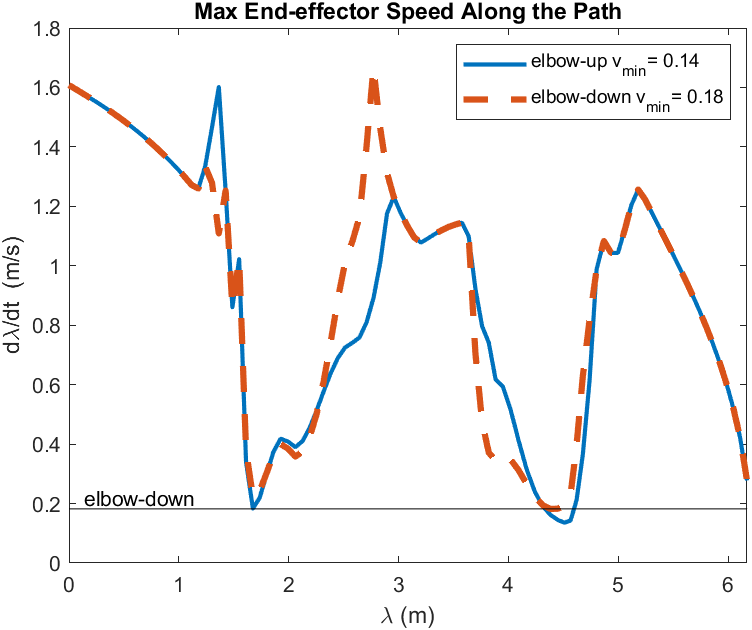 Max End-effector Speed Along the Path
elbow-up vmin= 0.14
elbow-down vmin= 0.18
dλ/dt (m/s)
1.8
1.6
1.4
1.2
1
0.8
0.6
0.4
0.2
0
elbow-down
0 1 2 3 4 5 6
λ (m)